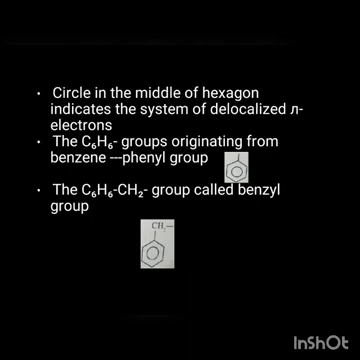 • Circle in the middle of hexagon
indicates the system of delocalized л-
electrons
• The C₆H₆- groups originating from
benzene ---phenyl group
• The C₆H₆-CH₂- group called benzyl
group
CH₂—
InShOt